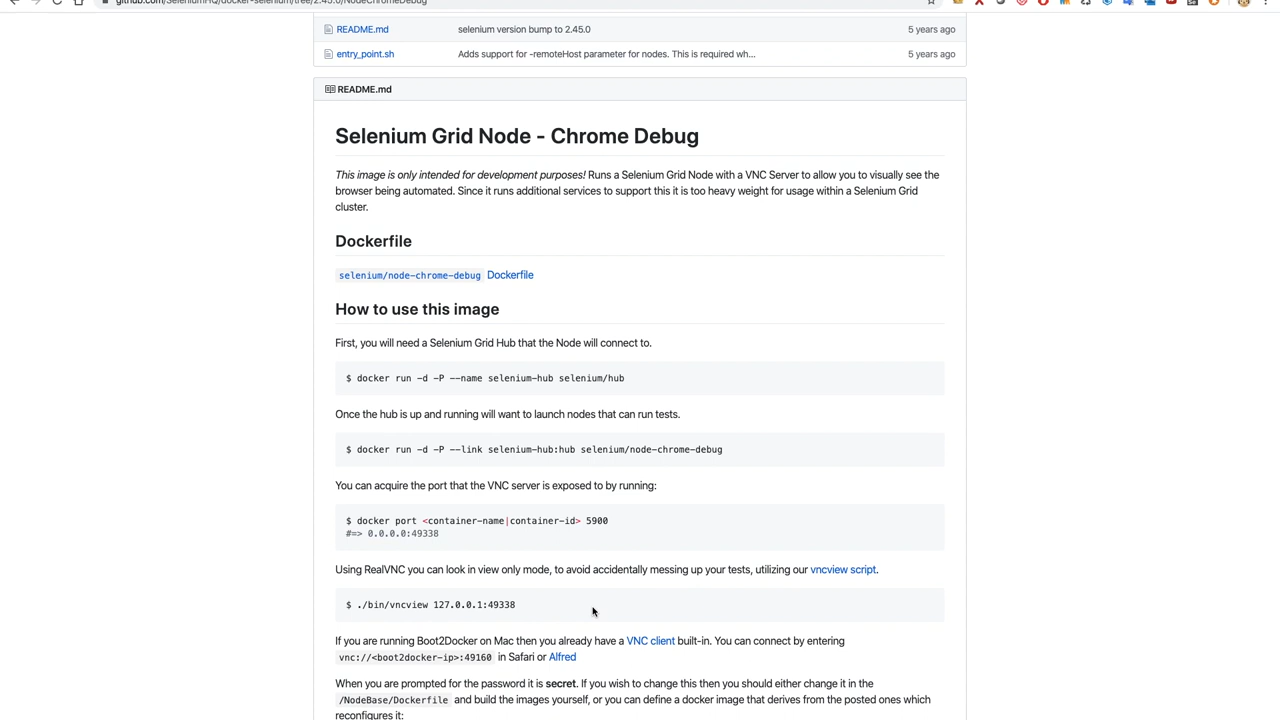 github.com/SeleniumHQ/docker-selenium/tree/2.45.0/NodeChromeDebug
README.md selenium version bump to 2.45.0 5 years ago
entry_point.sh Adds support for -remoteHost parameter for nodes. This is required wh... 5 years ago
README.md
Selenium Grid Node - Chrome Debug
This image is only intended for development purposes! Runs a Selenium Grid Node with a VNC Server to allow you to visually see the
browser being automated. Since it runs additional services to support this it is too heavy weight for usage within a Selenium Grid
cluster.
Dockerfile
selenium/node-chrome-debug Dockerfile
How to use this image
First, you will need a Selenium Grid Hub that the Node will connect to.
$ docker run -d -P --name selenium-hub selenium/hub
Once the hub is up and running will want to launch nodes that can run tests.
$ docker run -d -P --link selenium-hub:hub selenium/node-chrome-debug
You can acquire the port that the VNC server is exposed to by running:
$ docker port <container-name|container-id> 5900
#=> 0.0.0.0:49338
Using RealVNC you can look in view only mode, to avoid accidentally messing up your tests, utilizing our vncview script.
$ ./bin/vncview 127.0.0.1:49338
If you are running Boot2Docker on Mac then you already have a VNC client built-in. You can connect by entering
vnc://<boot2docker-ip>:49160 in Safari or Alfred
When you are prompted for the password it is secret. If you wish to change this then you should either change it in the
/NodeBase/Dockerfile and build the images yourself, or you can define a docker image that derives from the posted ones which
reconfigures it: